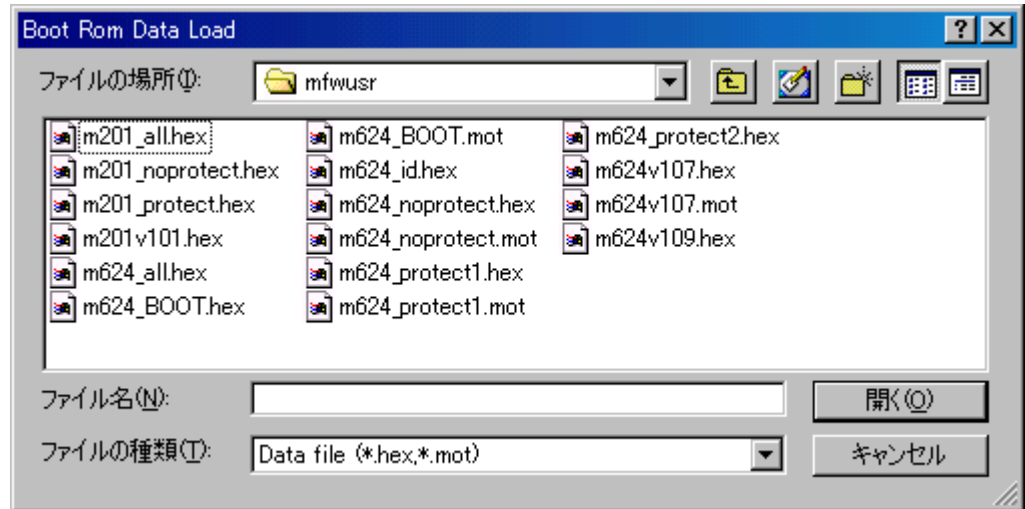 Boot Rom Data Load
ファイルの場所(I):
mfwusr
m201_all.hex
m201_noprotect.hex
m201_protect.hex
m201v101.hex
m624_all.hex
m624_BOOT.hex
m624_BOOT.mot
m624_id.hex
m624_noprotect.hex
m624_noprotect.mot
m624_protect1.hex
m624_protect1.mot
m624_protect2.hex
m624v107.hex
m624v107.mot
m624v109.hex
ファイル名(N):
開く(O)
ファイルの種類(T):
Data file (*.hex,*.mot)
キャンセル